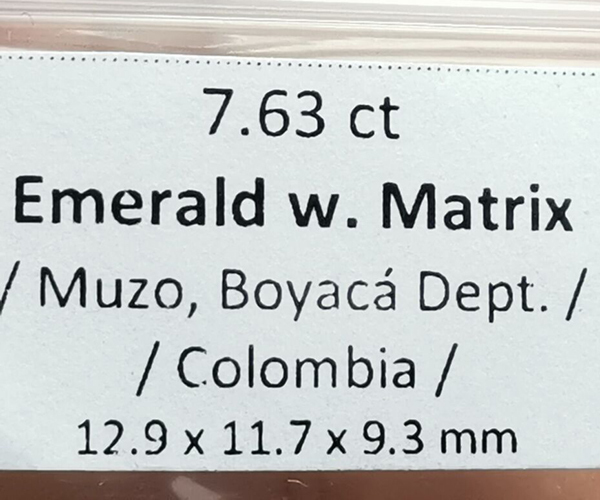 7.63 ct
Emerald w. Matrix
/ Muzo, Boyacá Dept. /
/ Colombia /
12.9 x 11.7 x 9.3 mm